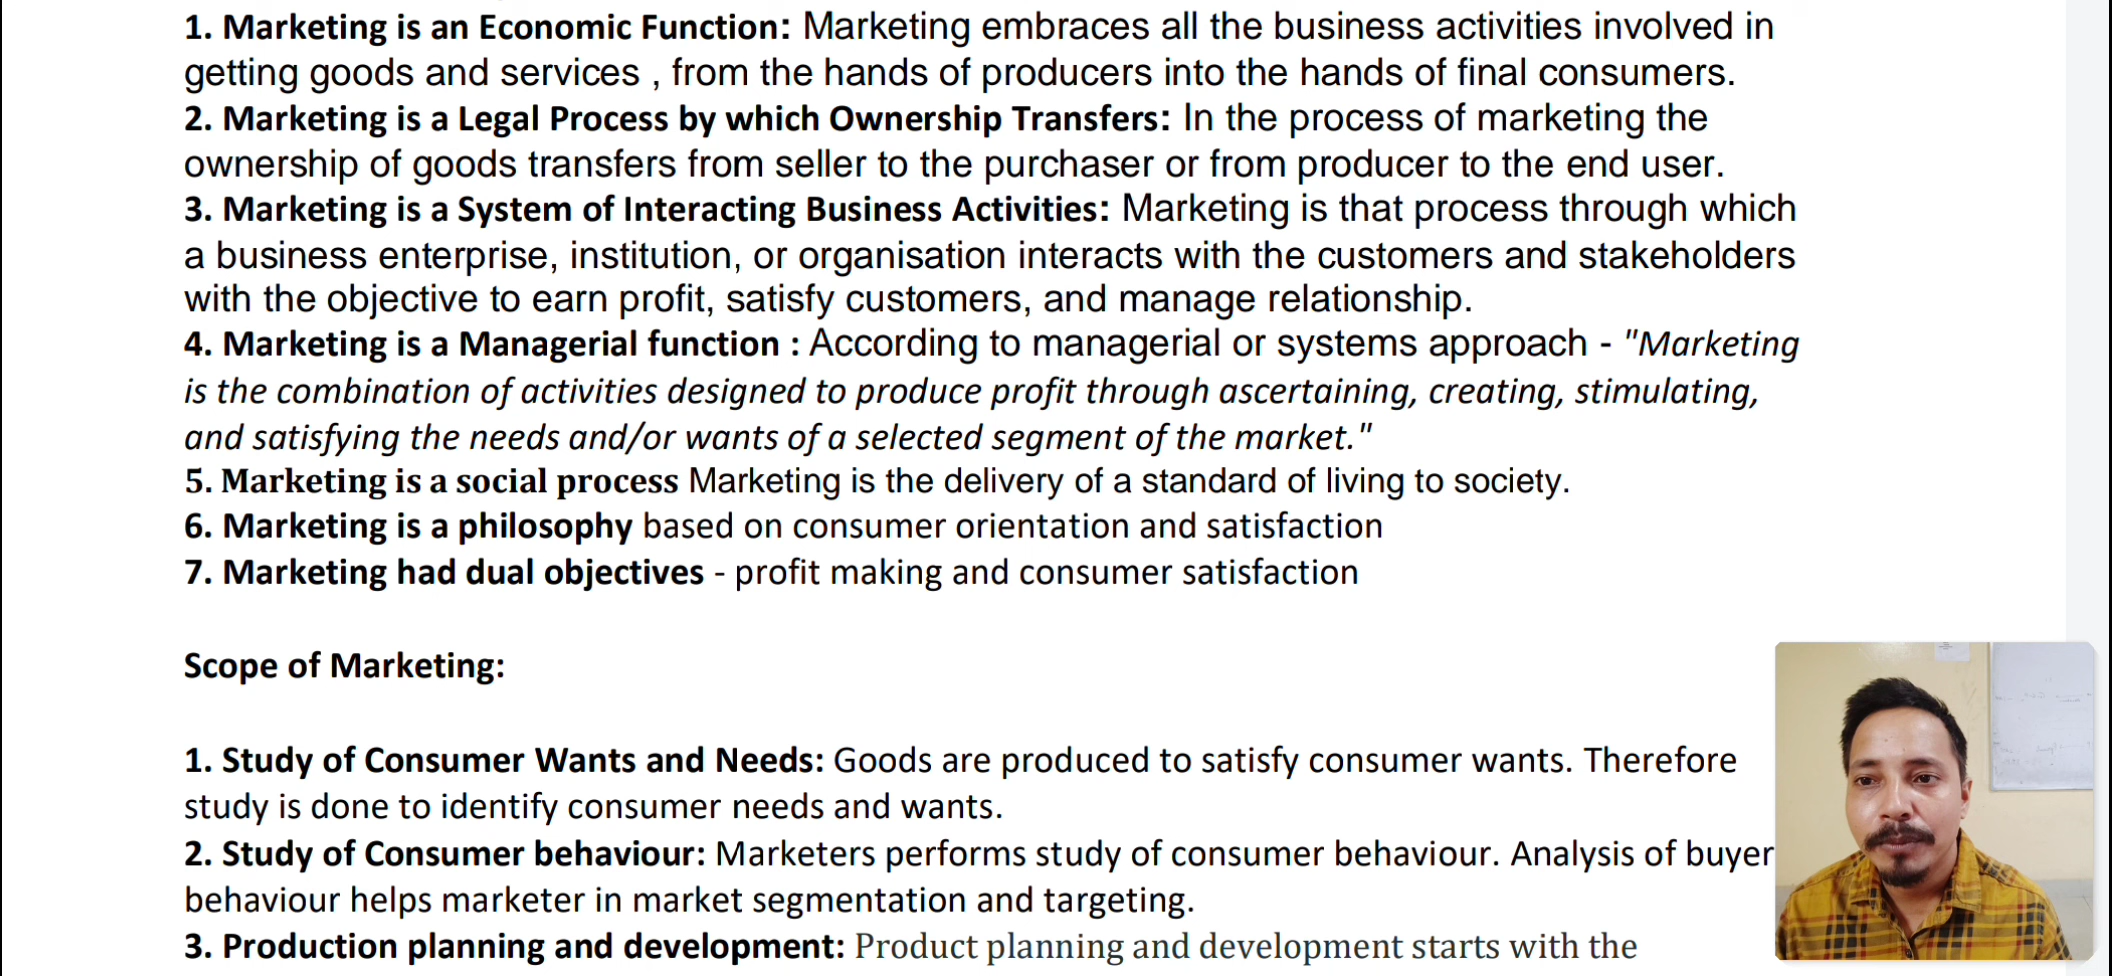 1. Marketing is an Economic Function: Marketing embraces all the business activities involved in
getting goods and services , from the hands of producers into the hands of final consumers.
2. Marketing is a Legal Process by which Ownership Transfers: In the process of marketing the
ownership of goods transfers from seller to the purchaser or from producer to the end user.
3. Marketing is a System of Interacting Business Activities: Marketing is that process through which
a business enterprise, institution, or organisation interacts with the customers and stakeholders
with the objective to earn profit, satisfy customers, and manage relationship.
4. Marketing is a Managerial function : According to managerial or systems approach - "Marketing
is the combination of activities designed to produce profit through ascertaining, creating, stimulating,
and satisfying the needs and/or wants of a selected segment of the market."
5. Marketing is a social process Marketing is the delivery of a standard of living to society.
6. Marketing is a philosophy based on consumer orientation and satisfaction
7. Marketing had dual objectives - profit making and consumer satisfaction
Scope of Marketing:
1. Study of Consumer Wants and Needs: Goods are produced to satisfy consumer wants. Therefore
study is done to identify consumer needs and wants.
2. Study of Consumer behaviour: Marketers performs study of consumer behaviour. Analysis of buyer
behaviour helps marketer in market segmentation and targeting.
3. Production planning and development: Product planning and development starts with the